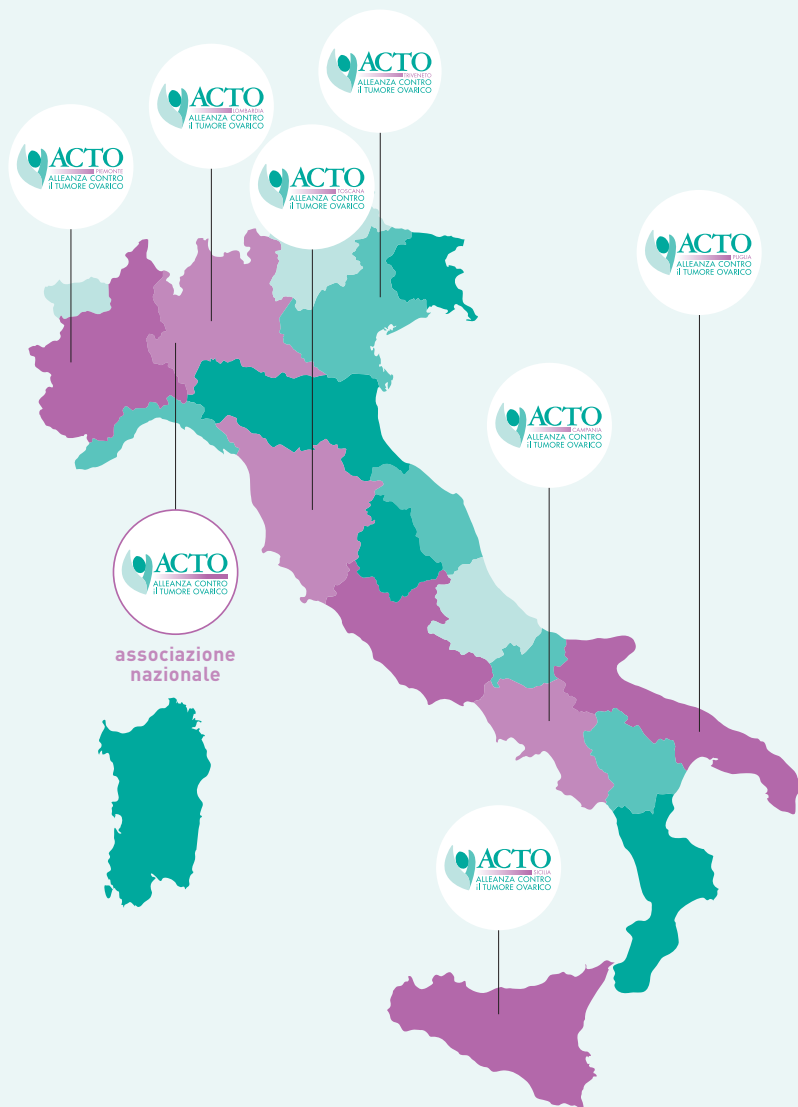 ACTO
TRIVENETO
ALLEANZA CONTRO
il TUMORE OVARICO
ACTO
LOMBARDIA
ALLEANZA CONTRO
il TUMORE OVARICO
ACTO
PIEMONTE
ALLEANZA CONTRO
il TUMORE OVARICO
ACTO
TOSCANA
ALLEANZA CONTRO
il TUMORE OVARICO
ACTO
PUGLIA
ALLEANZA CONTRO
il TUMORE OVARICO
ACTO
CAMPANIA
ALLEANZA CONTRO
il TUMORE OVARICO
ACTO
ALLEANZA CONTRO
il TUMORE OVARICO
associazione
nazionale
ACTO
SICILIA
ALLEANZA CONTRO
il TUMORE OVARICO